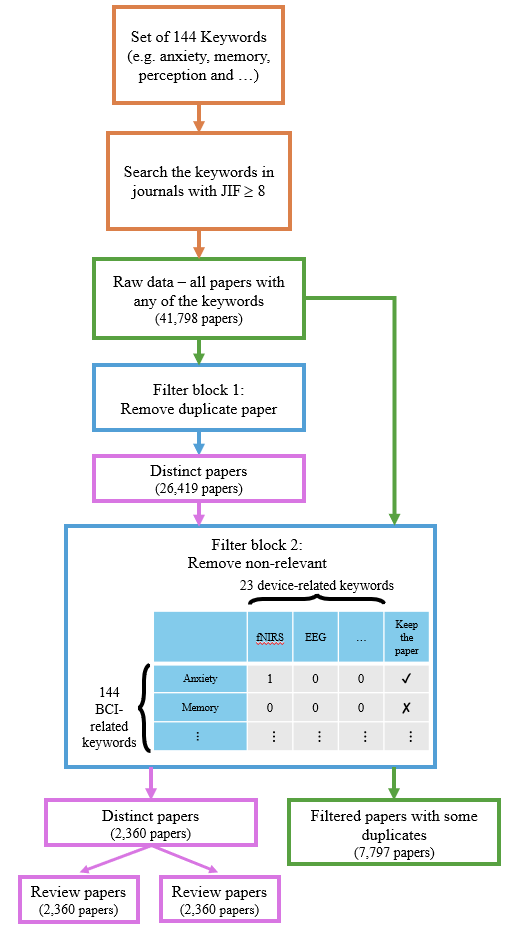 Set of 144 Keywords
(e.g. anxiety, memory,
perception and …)
Search the keywords in
journals with JIF ≥ 8
Raw data – all papers with
any of the keywords
(41,798 papers)
Filter block 1:
Remove duplicate paper
Distinct papers
(26,419 papers)
Filter block 2:
Remove non-relevant
23 device-related keywords
fNIRS EEG … Keep the paper
144 BCI-related keywords
Anxiety 1 0 0 ✓
Memory 0 0 0 ✗
⋮ ⋮ ⋮ ⋮ ⋮
Distinct papers
(2,360 papers)
Filtered papers with some
duplicates
(7,797 papers)
Review papers
(2,360 papers)
Review papers
(2,360 papers)